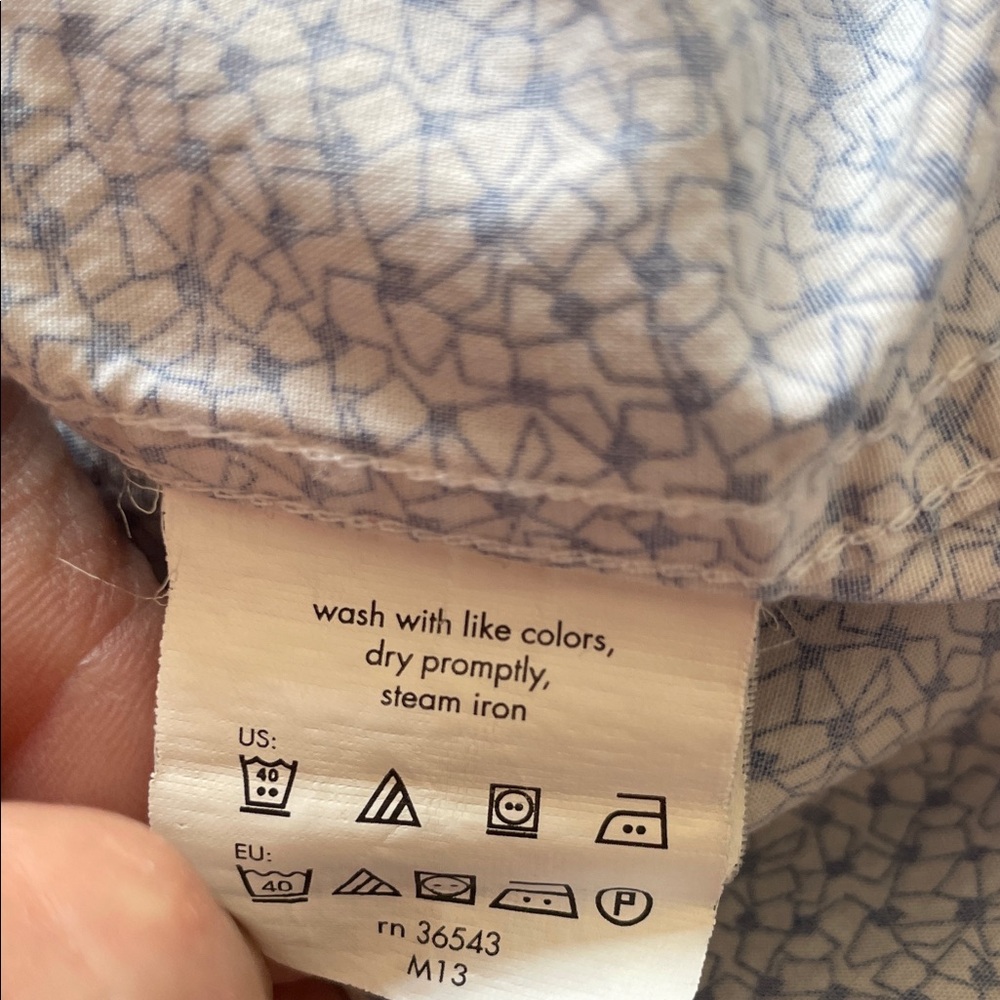 wash with like colors,
dry promptly,
steam iron
US:
40
EU:
40 P
rn 36543
M13